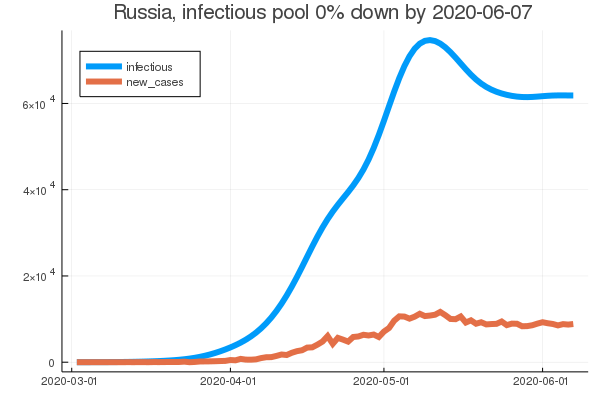 Russia, infectious pool 0% down by 2020-06-07
infectious
new_cases
6×10 4
4×10 4
2×10 4
0
2020-03-01 2020-04-01 2020-05-01 2020-06-01